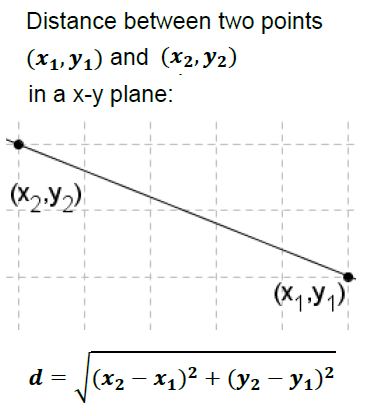 Distance between two points
(x₁,y₁) and (x₂,y₂)
in a x-y plane:
(x₂,y₂)
(x₁,y₁)
d = √(x₂ − x₁)² + (y₂ − y₁)²